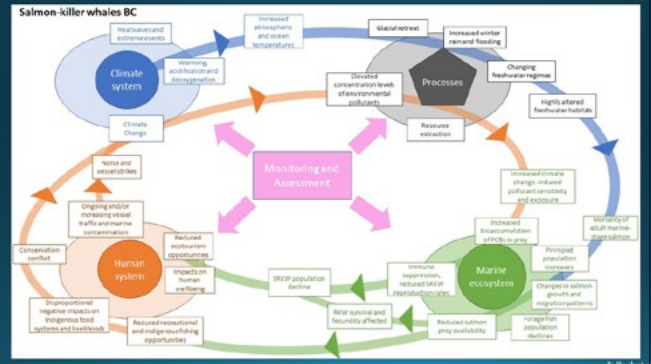 Salmon-killer whales BC
Heatwaves and
extreme events
Increased
atmospheric
and ocean
temperatures
Climate
system
Warming,
acidification and
deoxygenation
Climate
Change
Glacial retreat
Increased winter
rain and flooding
Processes
Changing
freshwater regimes
Elevated
concentration levels
of environmental
pollutants
Resource
extraction
Highly altered
freshwater habitats
Monitoring and
Assessment
Noise and
vessel strikes
Ongoing and/or
increasing vessel
traffic and marine
contamination
Conservation
conflict
Human
system
Reduced
ecotourism
opportunities
Impacts on
human
wellbeing
Disproportional
negative impacts on
Indigenous food
systems and livelihoods
Reduced recreational
and indigenous fishing
opportunities
SRKW population
decline
RKW survival and
fecundity affected
Immune
suppression,
reduced SRKW
reproduction rates
Reduced salmon
prey availability
Marine
ecosystem
Increased climate
change-induced
pollutant sensitivity
and exposure
Increased
bioaccumulation
of PCBs to prey
Mortality of
adult marine-
stage salmon
Pinniped
population
increases
Changes in salmon
growth and
migration patterns
Forage fish
population
declines